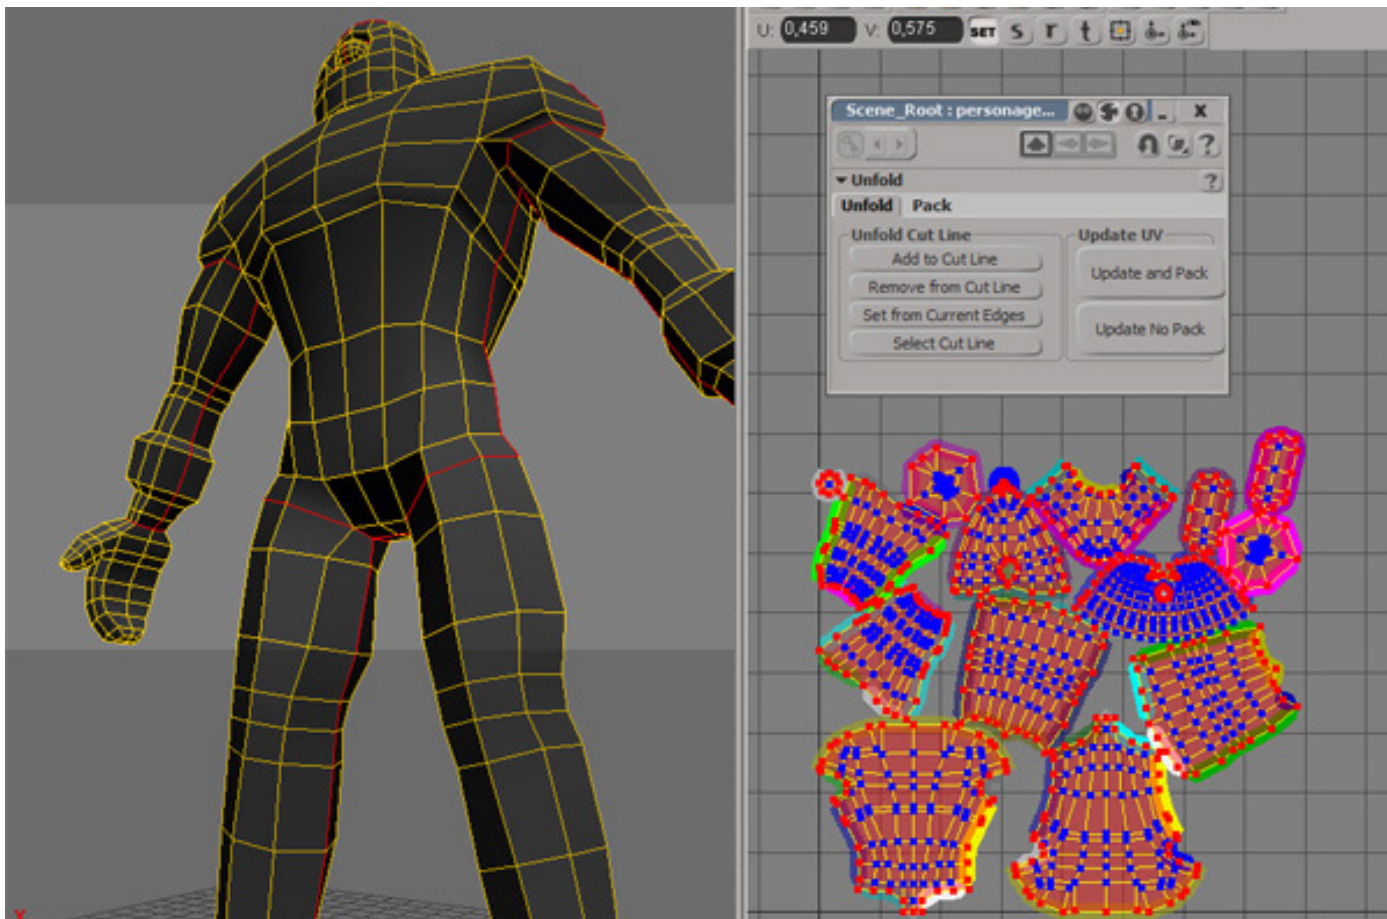 U: 0,459 V: 0,575 SET s r t
Scene_Root : personage... _ X
?
Unfold ?
Unfold Pack
Unfold Cut Line Update UV
Add to Cut Line
Update and Pack
Remove from Cut Line
Set from Current Edges
Update No Pack
Select Cut Line
X